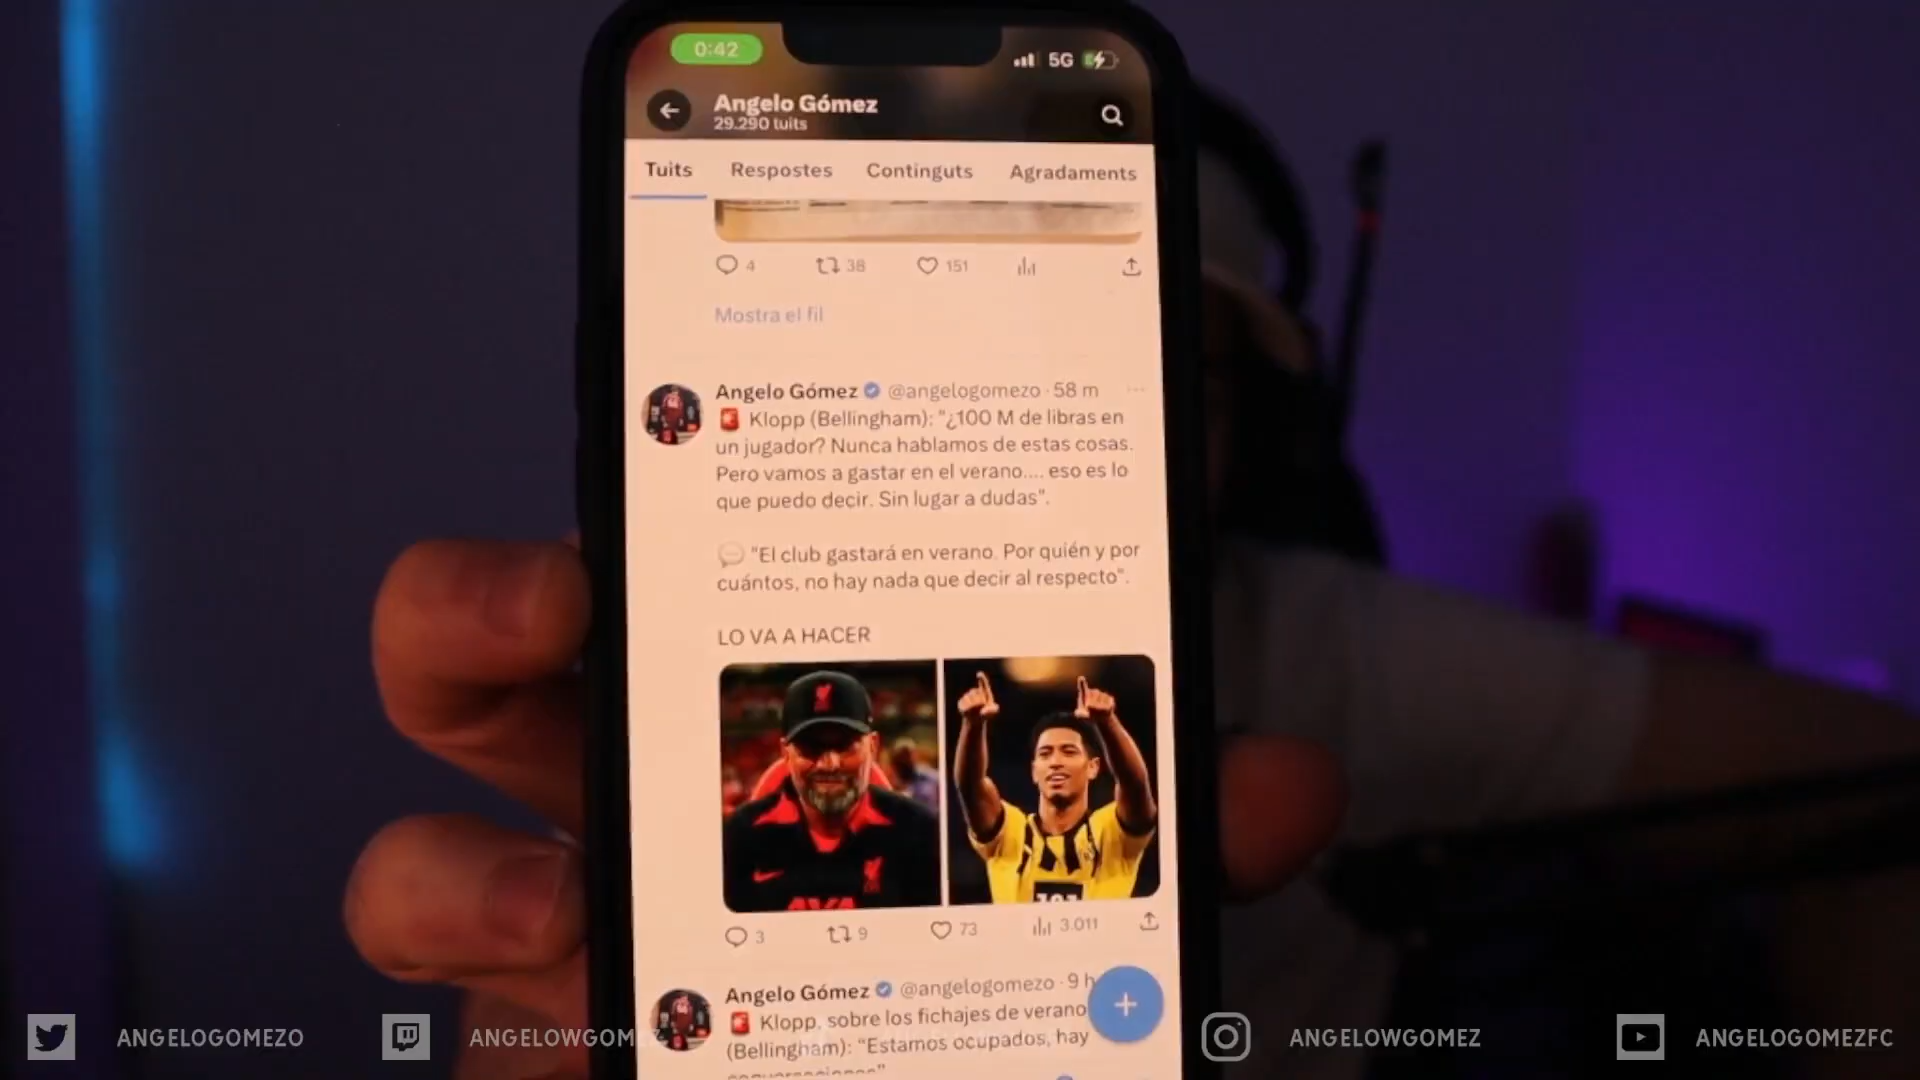 0:42
5G
Angelo Gómez
29.290 tuits
Tuits Respostes Continguts Agradaments
4 38 151
Mostra el fil
Angelo Gómez @angelogomezo · 58 m
Klopp (Bellingham): "¿100 M de libras en
un jugador? Nunca hablamos de estas cosas.
Pero vamos a gastar en el verano.... eso es lo
que puedo decir. Sin lugar a dudas".
"El club gastará en verano. Por quién y por
cuántos, no hay nada que decir al respecto".
LO VA A HACER
3 9 73 3.011
Angelo Gómez @angelogomezo · 9 h
Klopp, sobre los fichajes de verano
(Bellingham): "Estamos ocupados, hay
ANGELOGOMEZO
ANGELOWGOMEZ
ANGELOWGOMEZ
ANGELOGOMEZFC